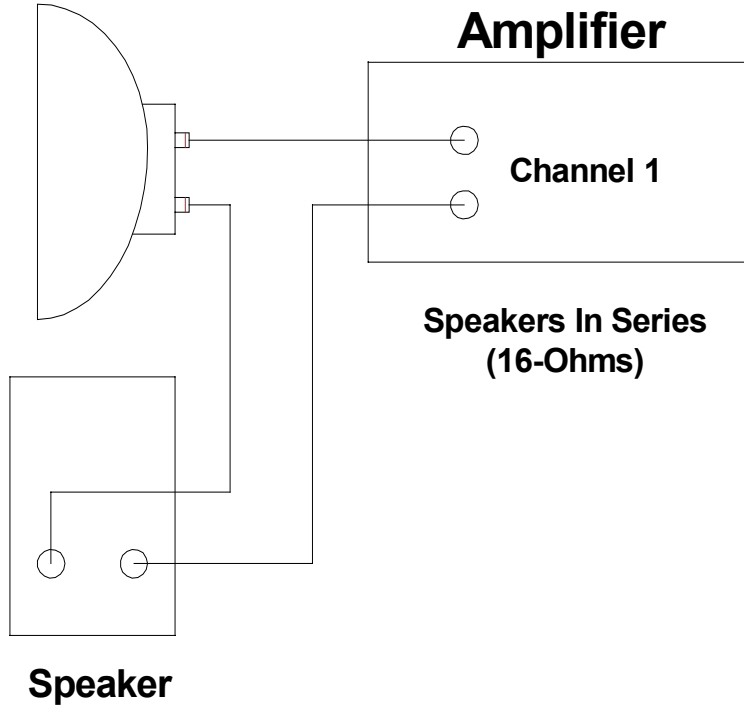 Amplifier
Channel 1
Speakers In Series
(16-Ohms)
Speaker